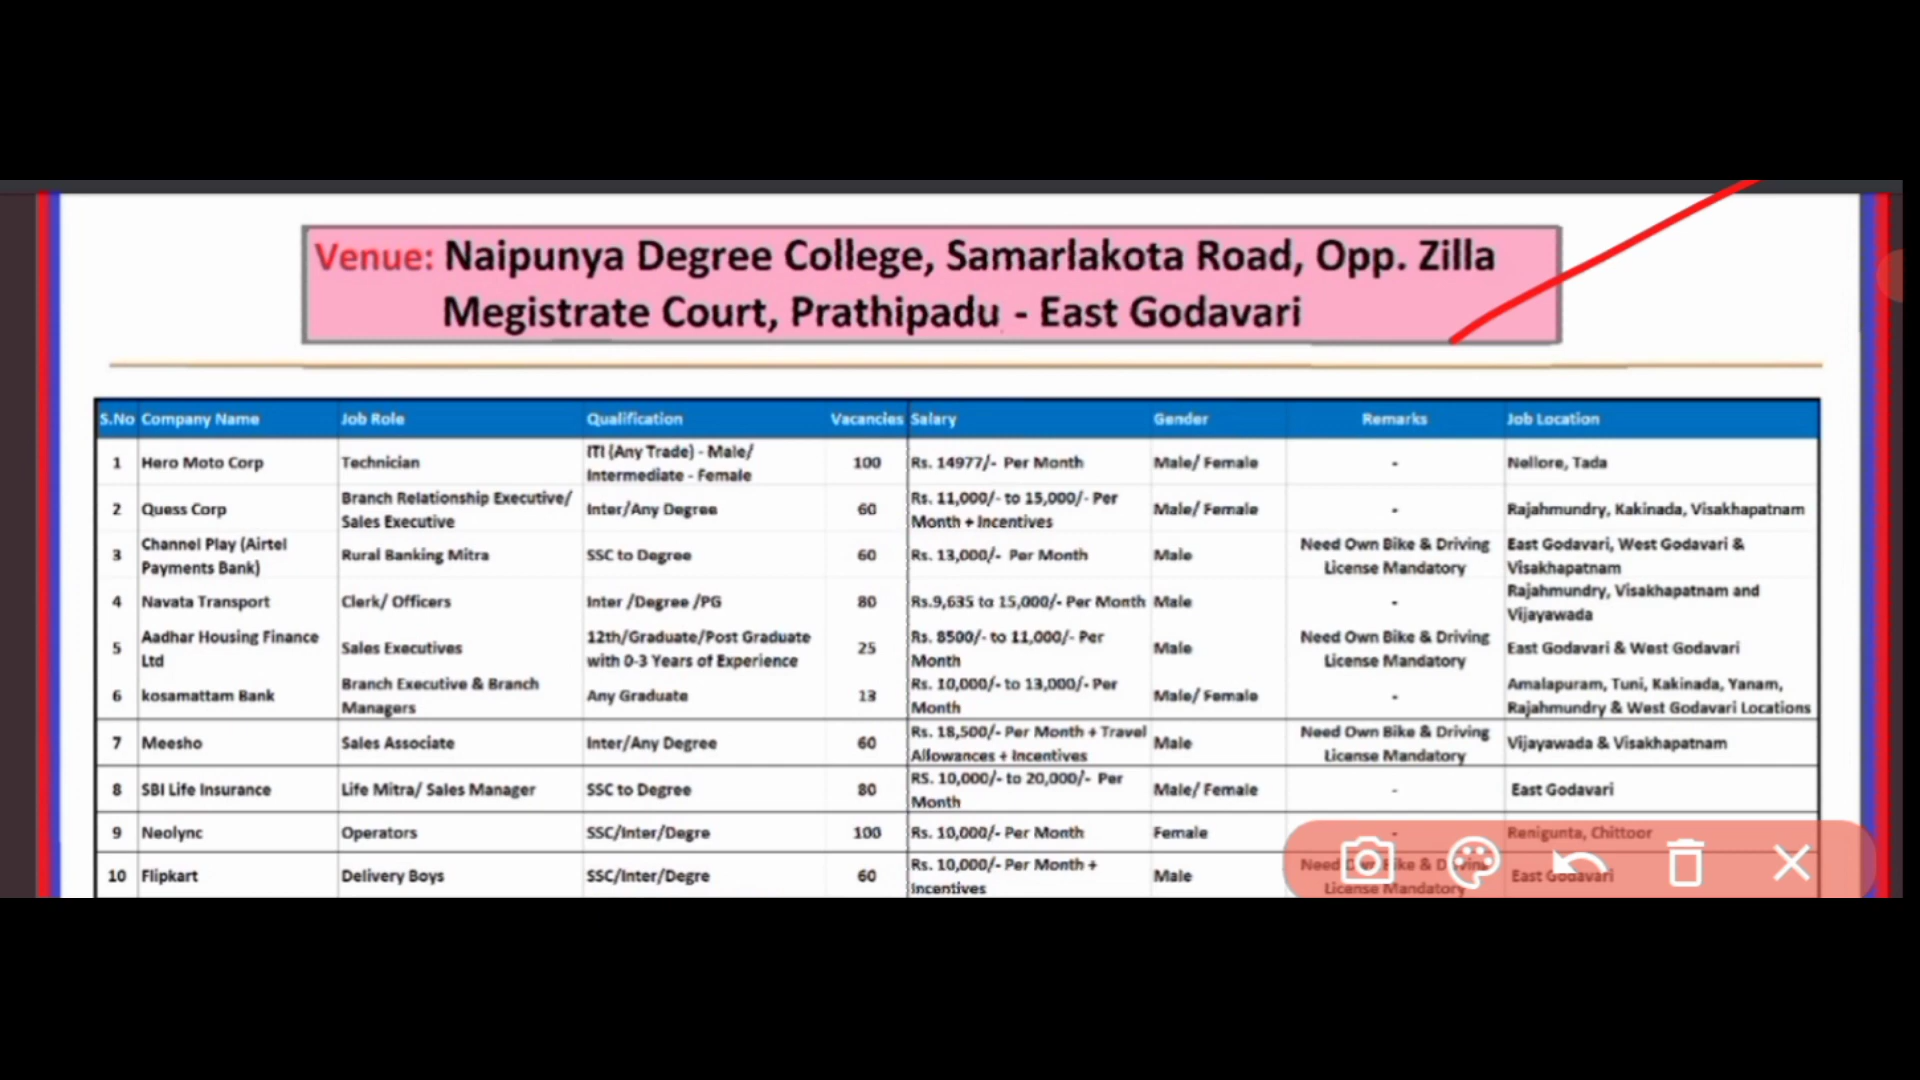 Venue: Naipunya Degree College, Samarlakota Road, Opp. Zilla
Megistrate Court, Prathipadu - East Godavari
S.No Company Name Job Role Qualification Vacancies Salary Gender Remarks Job Location
1 Hero Moto Corp Technician ITI (Any Trade) - Male/ Intermediate - Female 100 Rs. 14977/- Per Month Male/ Female - Nellore, Tada
2 Quess Corp Branch Relationship Executive/ Sales Executive Inter/Any Degree 60 Rs. 11,000/- to 15,000/- Per Month + Incentives Male/ Female - Rajahmundry, Kakinada, Visakhapatnam
3 Channel Play (Airtel Payments Bank) Rural Banking Mitra SSC to Degree 60 Rs. 13,000/- Per Month Male Need Own Bike & Driving License Mandatory East Godavari, West Godavari & Visakhapatnam
4 Navata Transport Clerk/ Officers Inter /Degree /PG 80 Rs.9,635 to 15,000/- Per Month Male - Rajahmundry, Visakhapatnam and Vijayawada
5 Aadhar Housing Finance Ltd Sales Executives 12th/Graduate/Post Graduate with 0-3 Years of Experience 25 Rs. 8500/- to 11,000/- Per Month Male Need Own Bike & Driving License Mandatory East Godavari & West Godavari
6 kosamattam Bank Branch Executive & Branch Managers Any Graduate 13 Rs. 10,000/- to 13,000/- Per Month Male/ Female - Amalapuram, Tuni, Kakinada, Yanam, Rajahmundry & West Godavari Locations
7 Meesho Sales Associate Inter/Any Degree 60 Rs. 18,500/- Per Month + Travel Allowances + Incentives Male Need Own Bike & Driving License Mandatory Vijayawada & Visakhapatnam
8 SBI Life Insurance Life Mitra/ Sales Manager SSC to Degree 80 RS. 10,000/- to 20,000/- Per Month Male/ Female - East Godavari
9 Neolync Operators SSC/Inter/Degre 100 Rs. 10,000/- Per Month Female - Renigunta, Chittoor
10 Flipkart Delivery Boys SSC/Inter/Degre 60 Rs. 10,000/- Per Month + Incentives Male Need Own Bike & Driving License Mandatory East Godavari